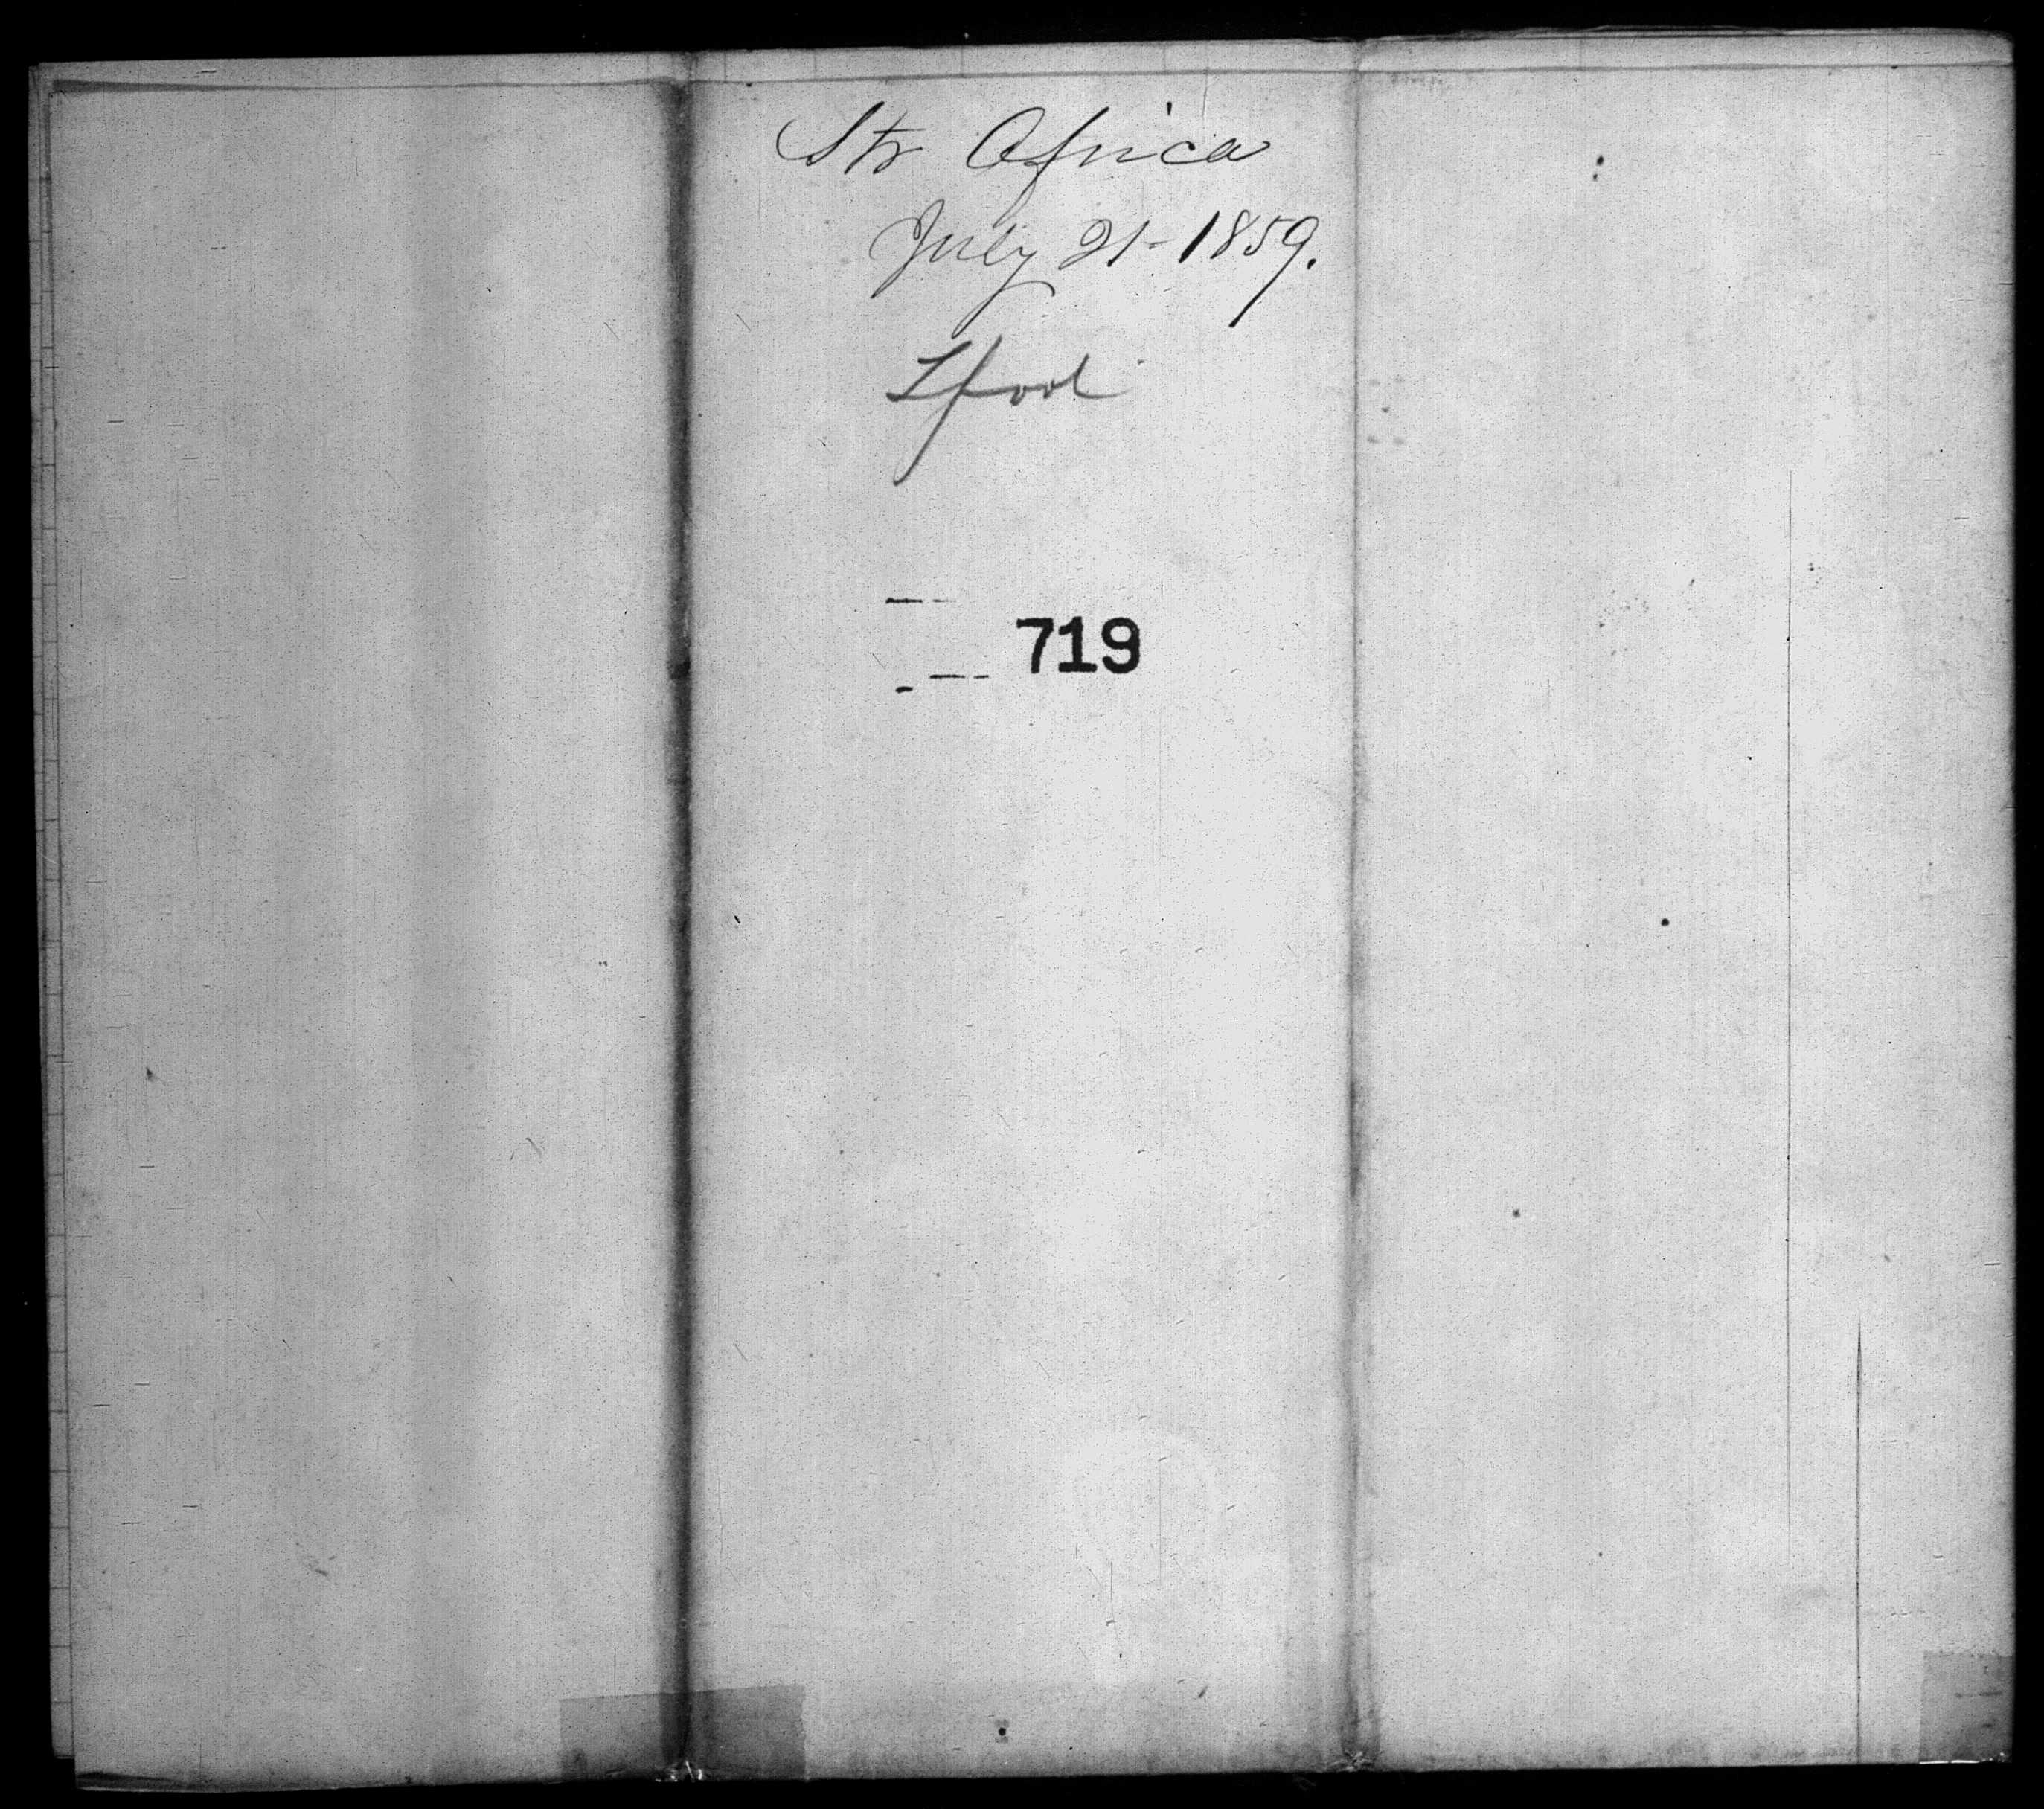 Str Africa
July 21-1859.
Lpool
719